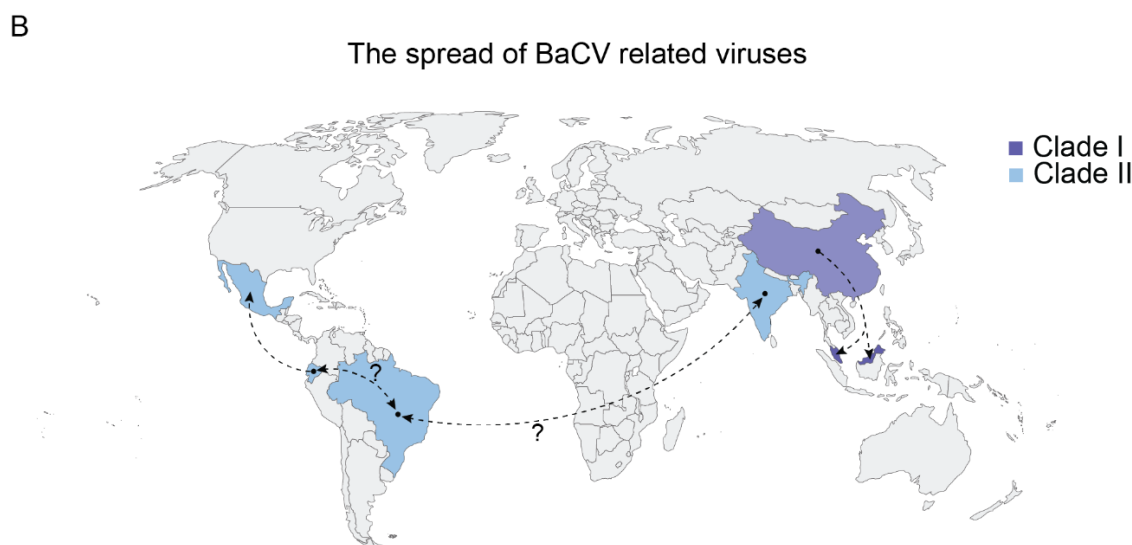 B
The spread of BaCV related viruses
Clade I
Clade II
?
?